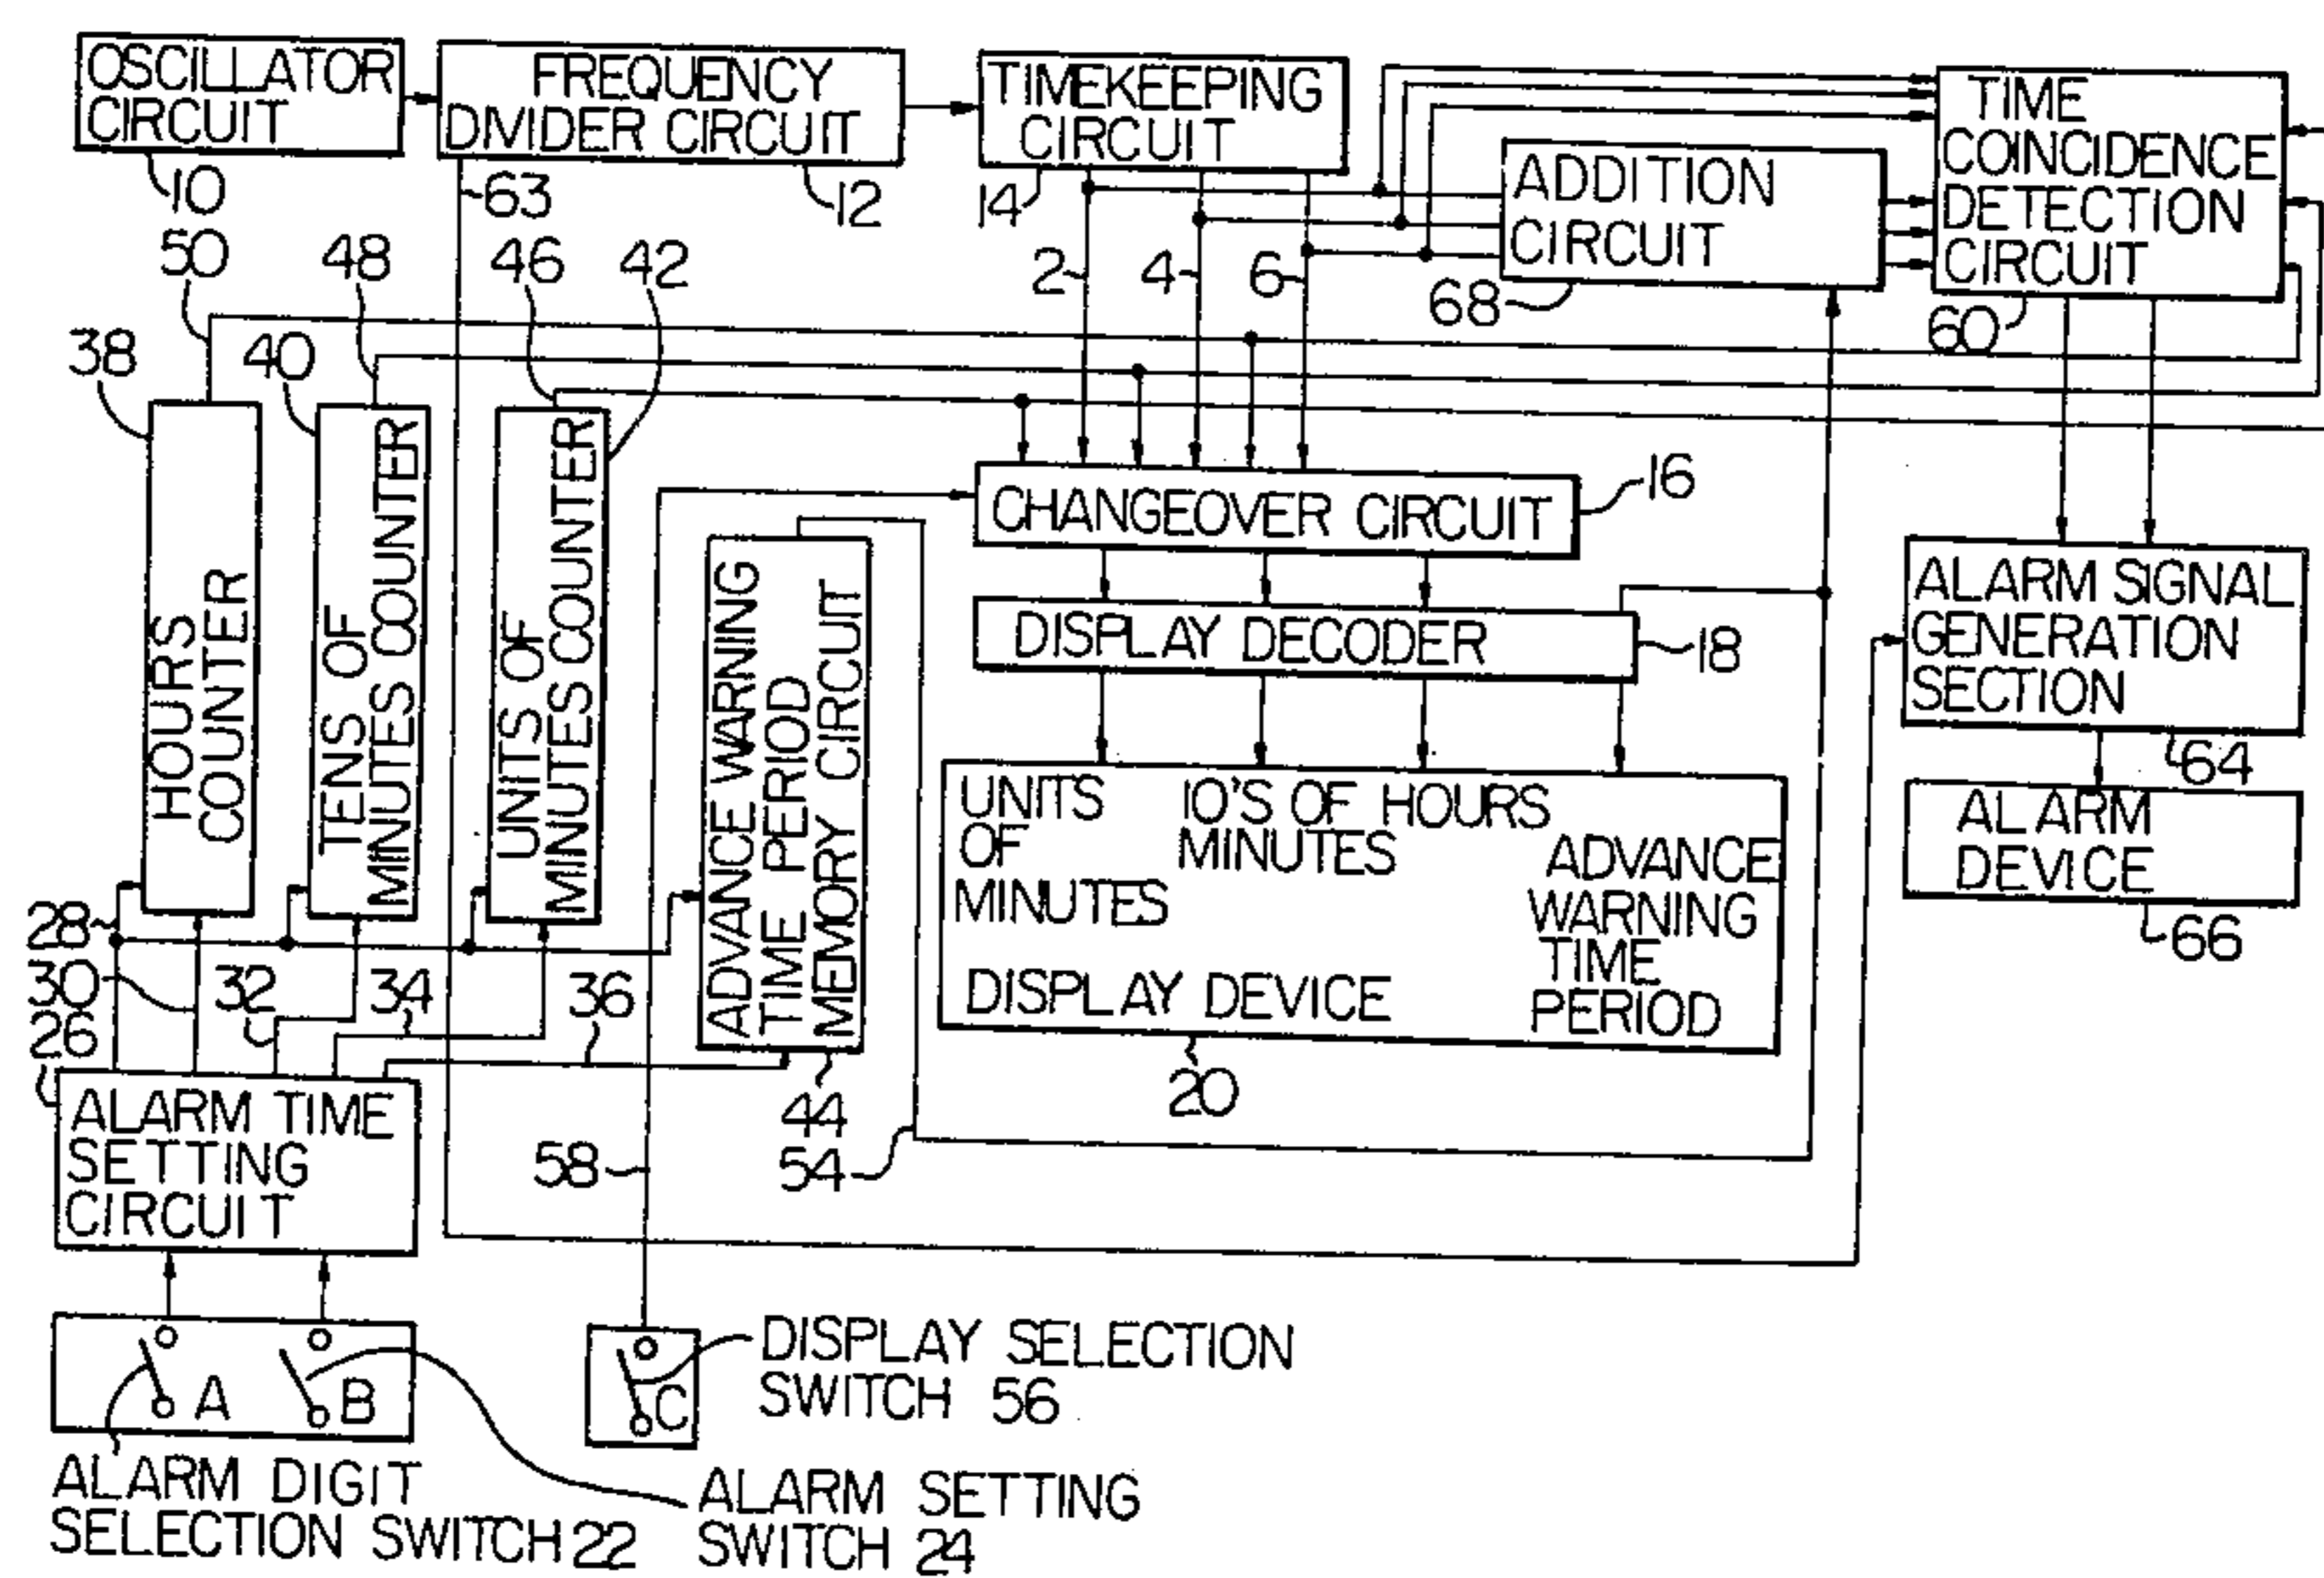 OSCILLATOR
CIRCUIT
10
FREQUENCY
DIVIDER CIRCUIT
12
63
TIMEKEEPING
CIRCUIT
14
2
4
6
ADDITION
CIRCUIT
68
TIME
COINCIDENCE
DETECTION
CIRCUIT
60
50
48
46
42
38
40
HOURS
COUNTER
TENS OF
MINUTES COUNTER
UNITS OF
MINUTES COUNTER
ADVANCE WARNING
TIME PERIOD
MEMORY CIRCUIT
44
CHANGEOVER CIRCUIT
16
DISPLAY DECODER
18
UNITS
OF
MINUTES
10'S OF
MINUTES
HOURS
ADVANCE
WARNING
TIME
PERIOD
DISPLAY DEVICE
20
ALARM SIGNAL
GENERATION
SECTION
64
ALARM
DEVICE
66
28
30
26
32
34
36
58
54
ALARM TIME
SETTING
CIRCUIT
A
B
C
DISPLAY SELECTION
SWITCH 56
ALARM DIGIT
SELECTION SWITCH 22
ALARM SETTING
SWITCH 24